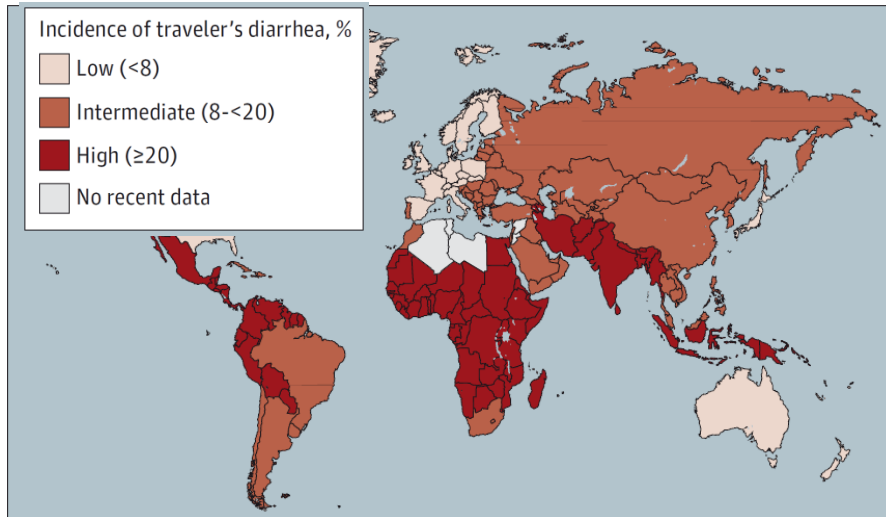 Incidence of traveler's diarrhea, %
Low (<8)
Intermediate (8-<20)
High (≥20)
No recent data